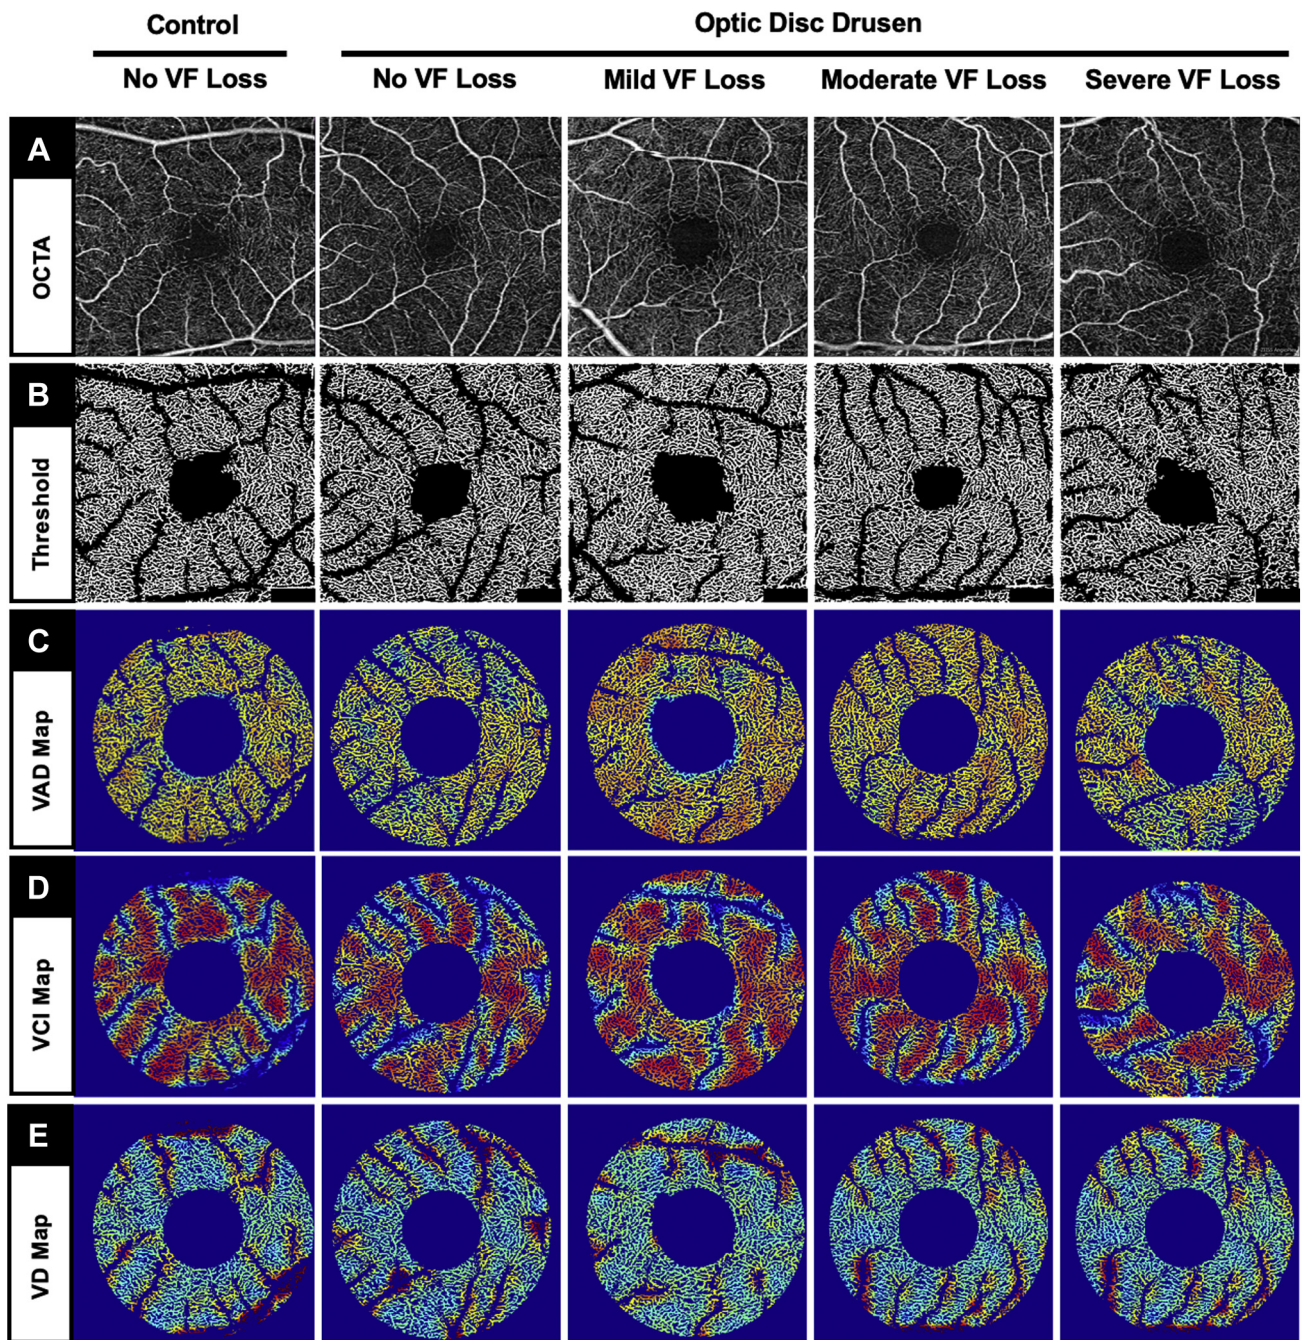 Control
Optic Disc Drusen
No VF Loss
No VF Loss
Mild VF Loss
Moderate VF Loss
Severe VF Loss
A
OCTA
B
Threshold
C
VAD Map
D
VCI Map
E
VD Map